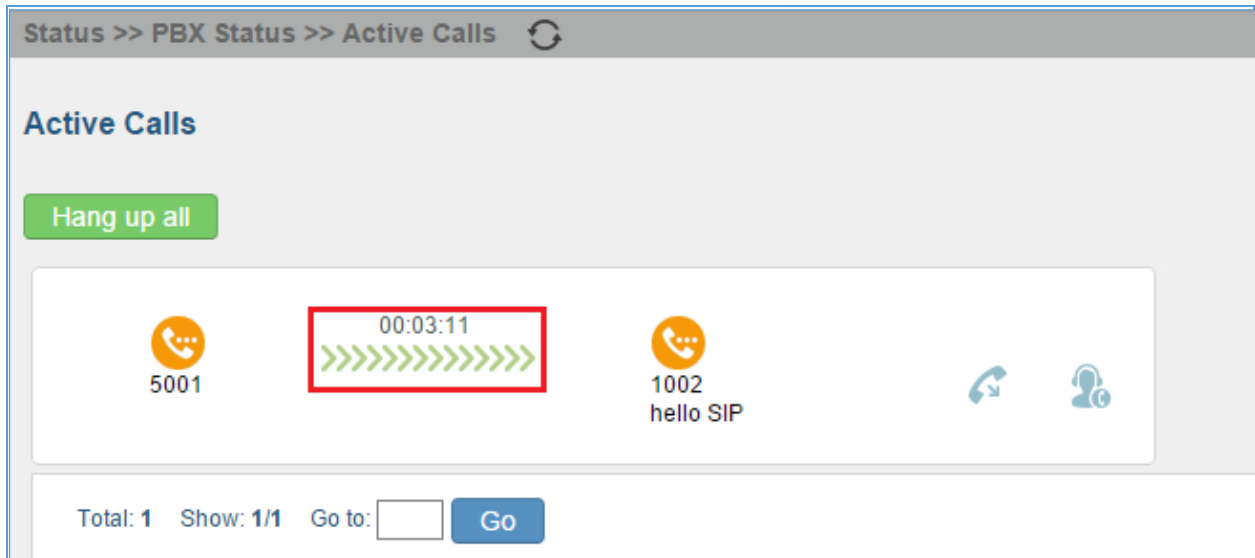 Status >> PBX Status >> Active Calls
Active Calls
Hang up all
00:03:11
5001
1002
hello SIP
Total: 1 Show: 1/1 Go to: Go